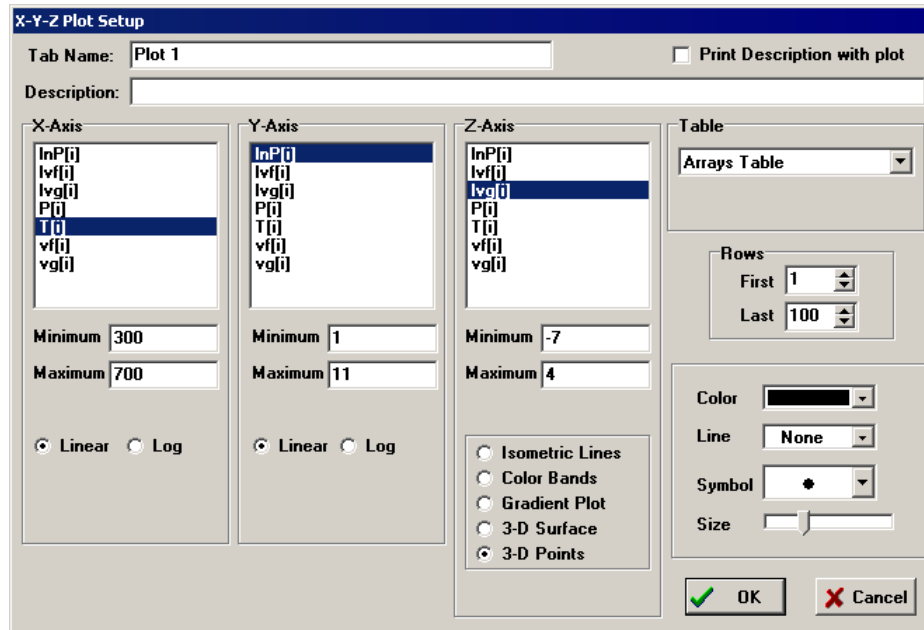 X-Y-Z Plot Setup
Tab Name: Plot 1 Print Description with plot
Description:
X-Axis
lnP[i]
lvf[i]
lvg[i]
P[i]
T[i]
vf[i]
vg[i]
Minimum 300
Maximum 700
Linear Log
Y-Axis
lnP[i]
lvf[i]
lvg[i]
P[i]
T[i]
vf[i]
vg[i]
Minimum 1
Maximum 11
Linear Log
Z-Axis
lnP[i]
lvf[i]
lvg[i]
P[i]
T[i]
vf[i]
vg[i]
Minimum -7
Maximum 4
Isometric Lines
Color Bands
Gradient Plot
3-D Surface
3-D Points
Table
Arrays Table
Rows
First 1
Last 100
Color
Line None
Symbol
Size
OK Cancel